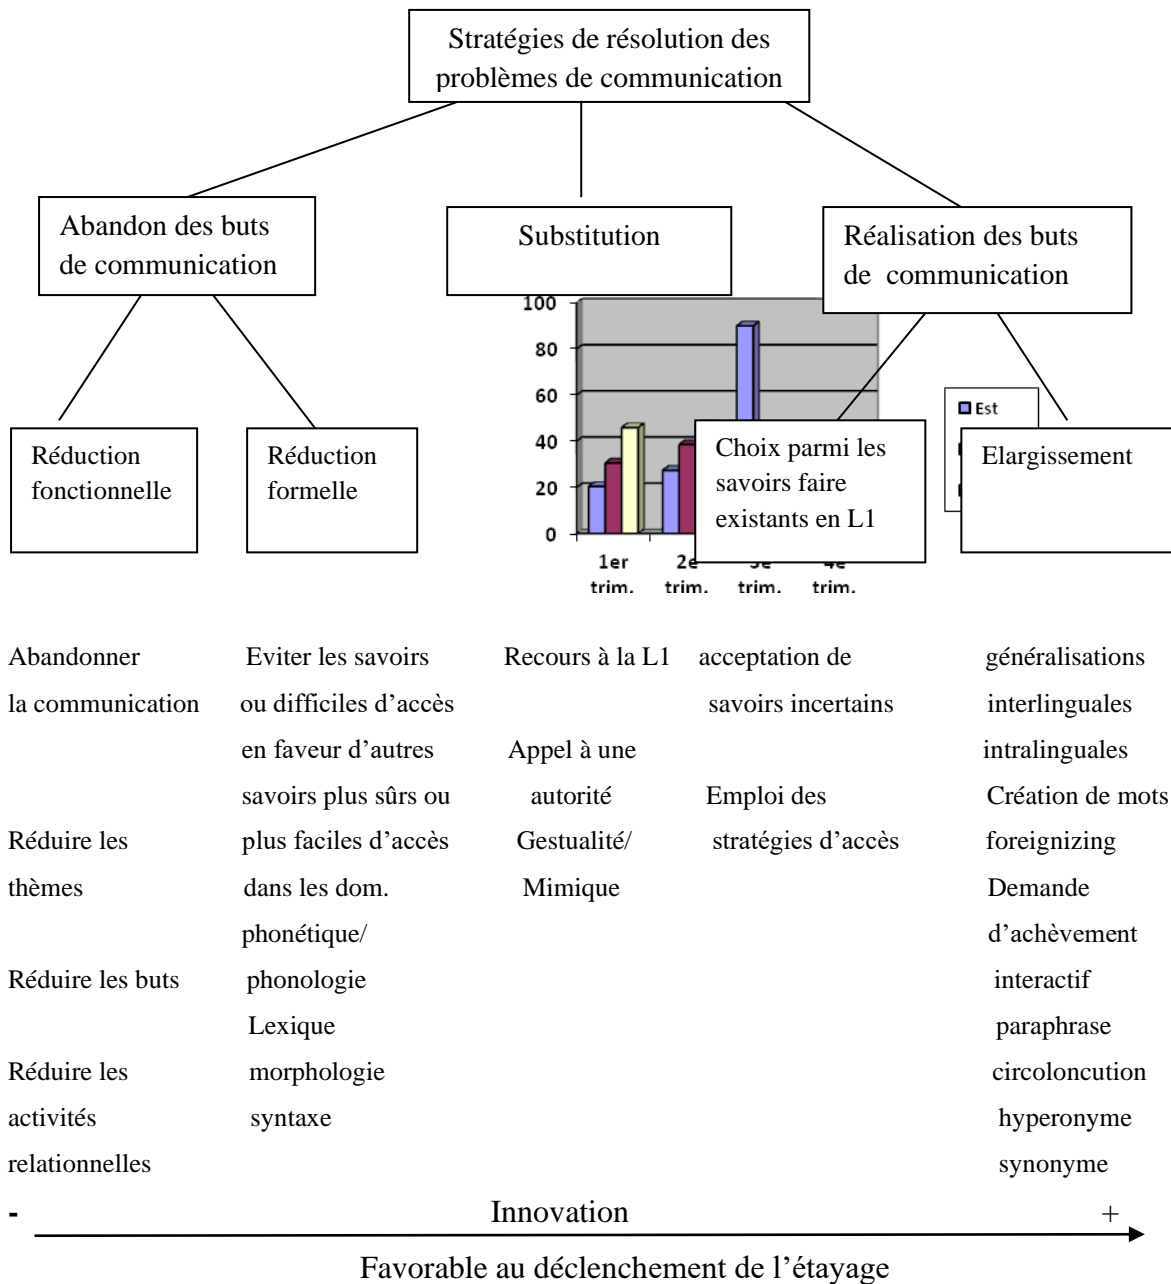 Stratégies de résolution des
problèmes de communication
Abandon des buts
de communication
Substitution
Réalisation des buts
de communication
100
80
60
40
20
0
1er
trim.
2e
trim.
trim.
trim.
Est
Réduction
fonctionnelle
Réduction
formelle
Choix parmi les
savoirs faire
existants en L1
Elargissement
Abandonner
la communication
Réduire les
thèmes
Réduire les buts
Réduire les
activités
relationnelles
Eviter les savoirs
ou difficiles d’accès
en faveur d’autres
savoirs plus sûrs ou
plus faciles d’accès
dans les dom.
phonétique/
phonologie
Lexique
morphologie
syntaxe
Recours à la L1
Appel à une
autorité
Gestualité/
Mimique
acceptation de
savoirs incertains
Emploi des
stratégies d’accès
généralisations
interlinguales
intralinguales
Création de mots
foreignizing
Demande
d’achèvement
interactif
paraphrase
circoloncution
hyperonyme
synonyme
- Innovation +
Favorable au déclenchement de l’étayage